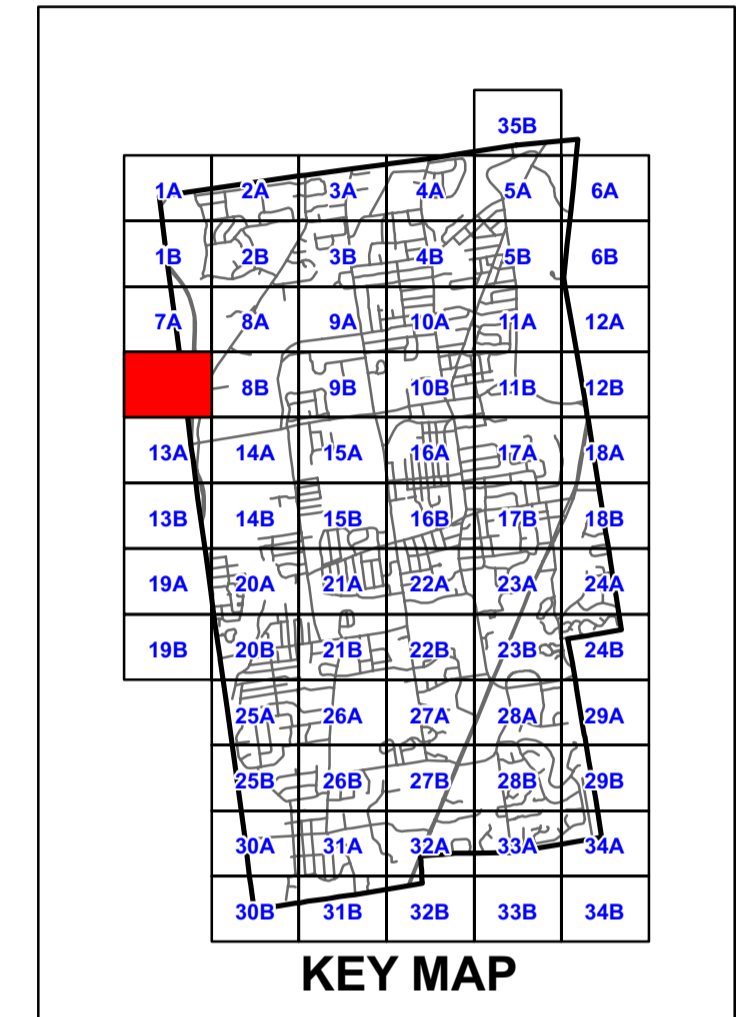 35B
1A 2A 3A 4A 5A 6A
1B 2B 3B 4B 5B 6B
7A 8A 9A 10A 11A 12A
8B 9B 10B 11B 12B
13A 14A 15A 16A 17A 18A
13B 14B 15B 16B 17B 18B
19A 20A 21A 22A 23A 24A
19B 20B 21B 22B 23B 24B
25A 26A 27A 28A 29A
25B 26B 27B 28B 29B
30A 31A 32A 33A 34A
30B 31B 32B 33B 34B
KEY MAP